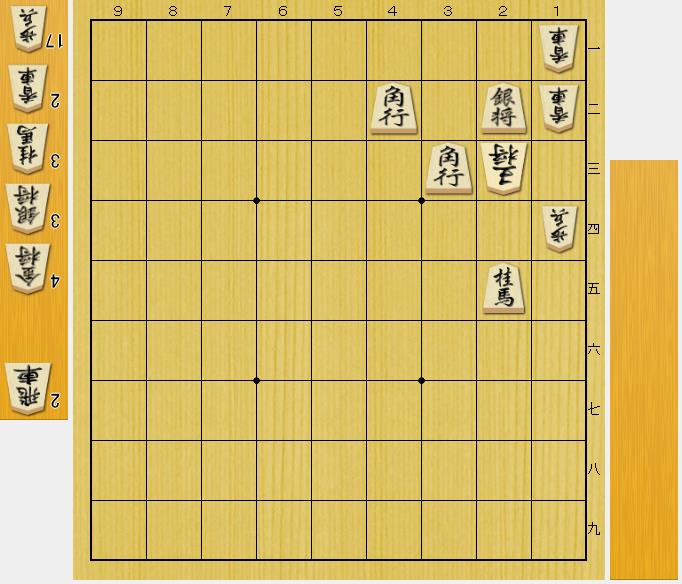 9 8 7 6 5 4 3 2 1
歩兵 17
香車 2
桂馬 3
銀将 3
金将 4
飛車 2
香車 一
角行 銀将 香車 二
角行 王将 三
歩兵 四
桂馬 五
六
七
八
九